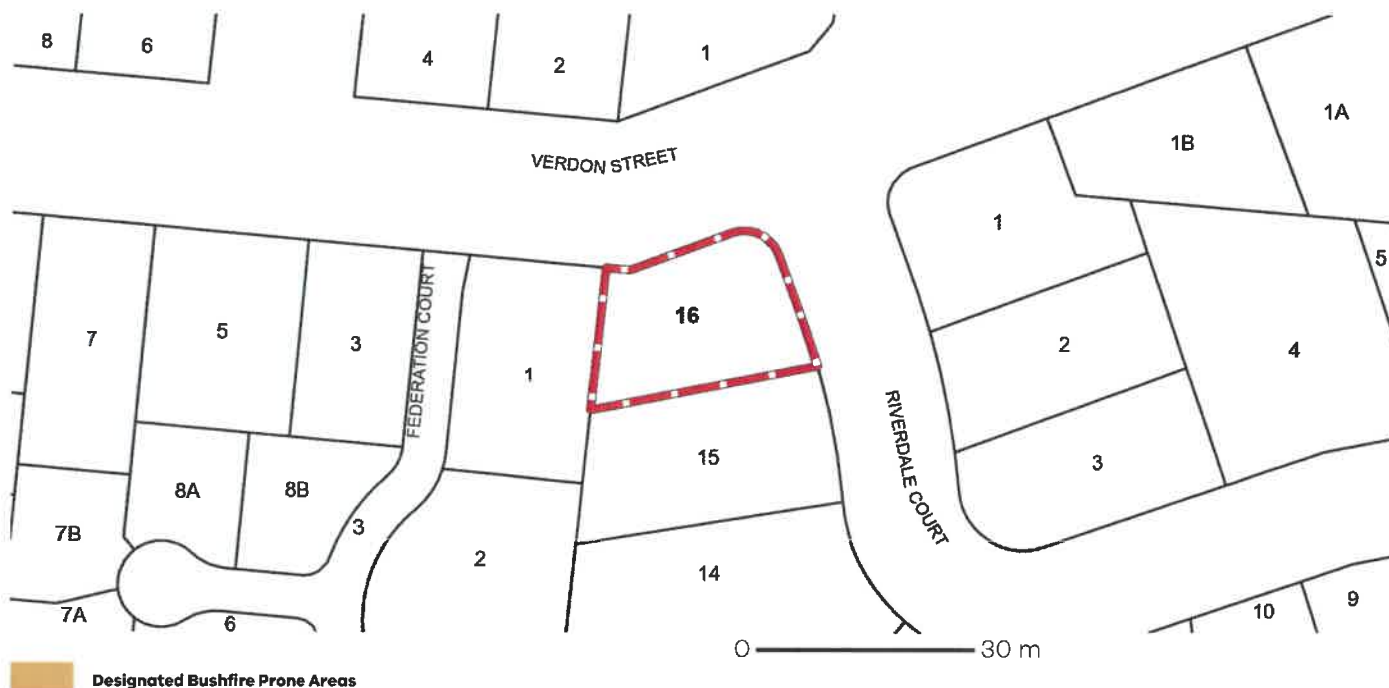 8
6
4
2
1
1A
1B
VERDON STREET
1
5
16
7
5
3
FEDERATION COURT
1
2
4
15
RIVERDALE COURT
3
8A
8B
3
7B
2
14
7A
6
10
9
0 30 m
Designated Bushfire Prone Areas